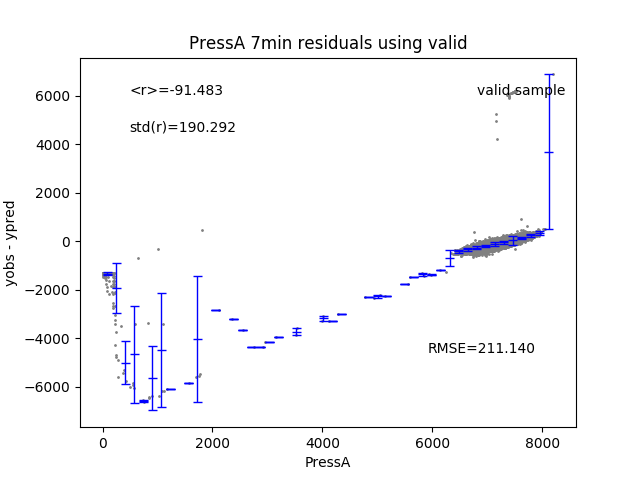 PressA 7min residuals using valid
<r>=-91.483
valid sample
std(r)=190.292
RMSE=211.140
yobs - ypred
6000
4000
2000
0
−2000
−4000
−6000
0 2000 4000 6000 8000
PressA